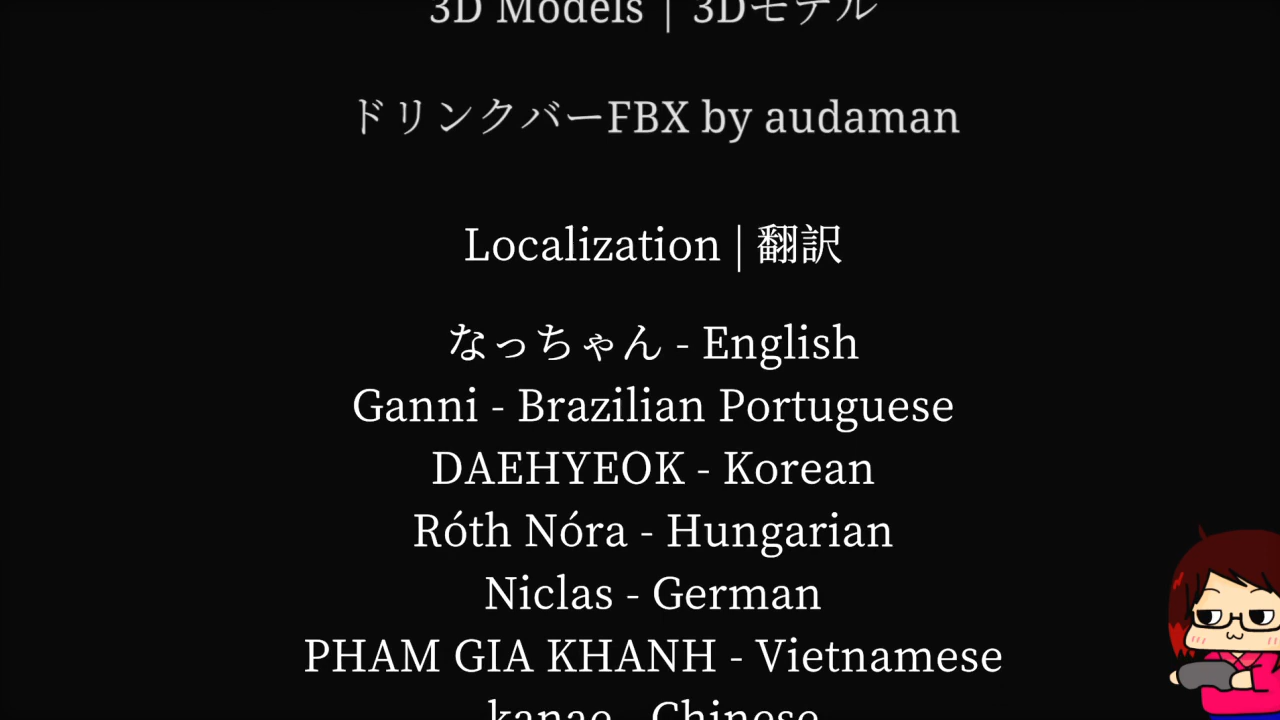 3D Models | 3Dモデル
ドリンクバーFBX by audaman
Localization | 翻訳
なっちゃん - English
Ganni - Brazilian Portuguese
DAEHYEOK - Korean
Róth Nóra - Hungarian
Niclas - German
PHAM GIA KHANH - Vietnamese
kanae - Chinese